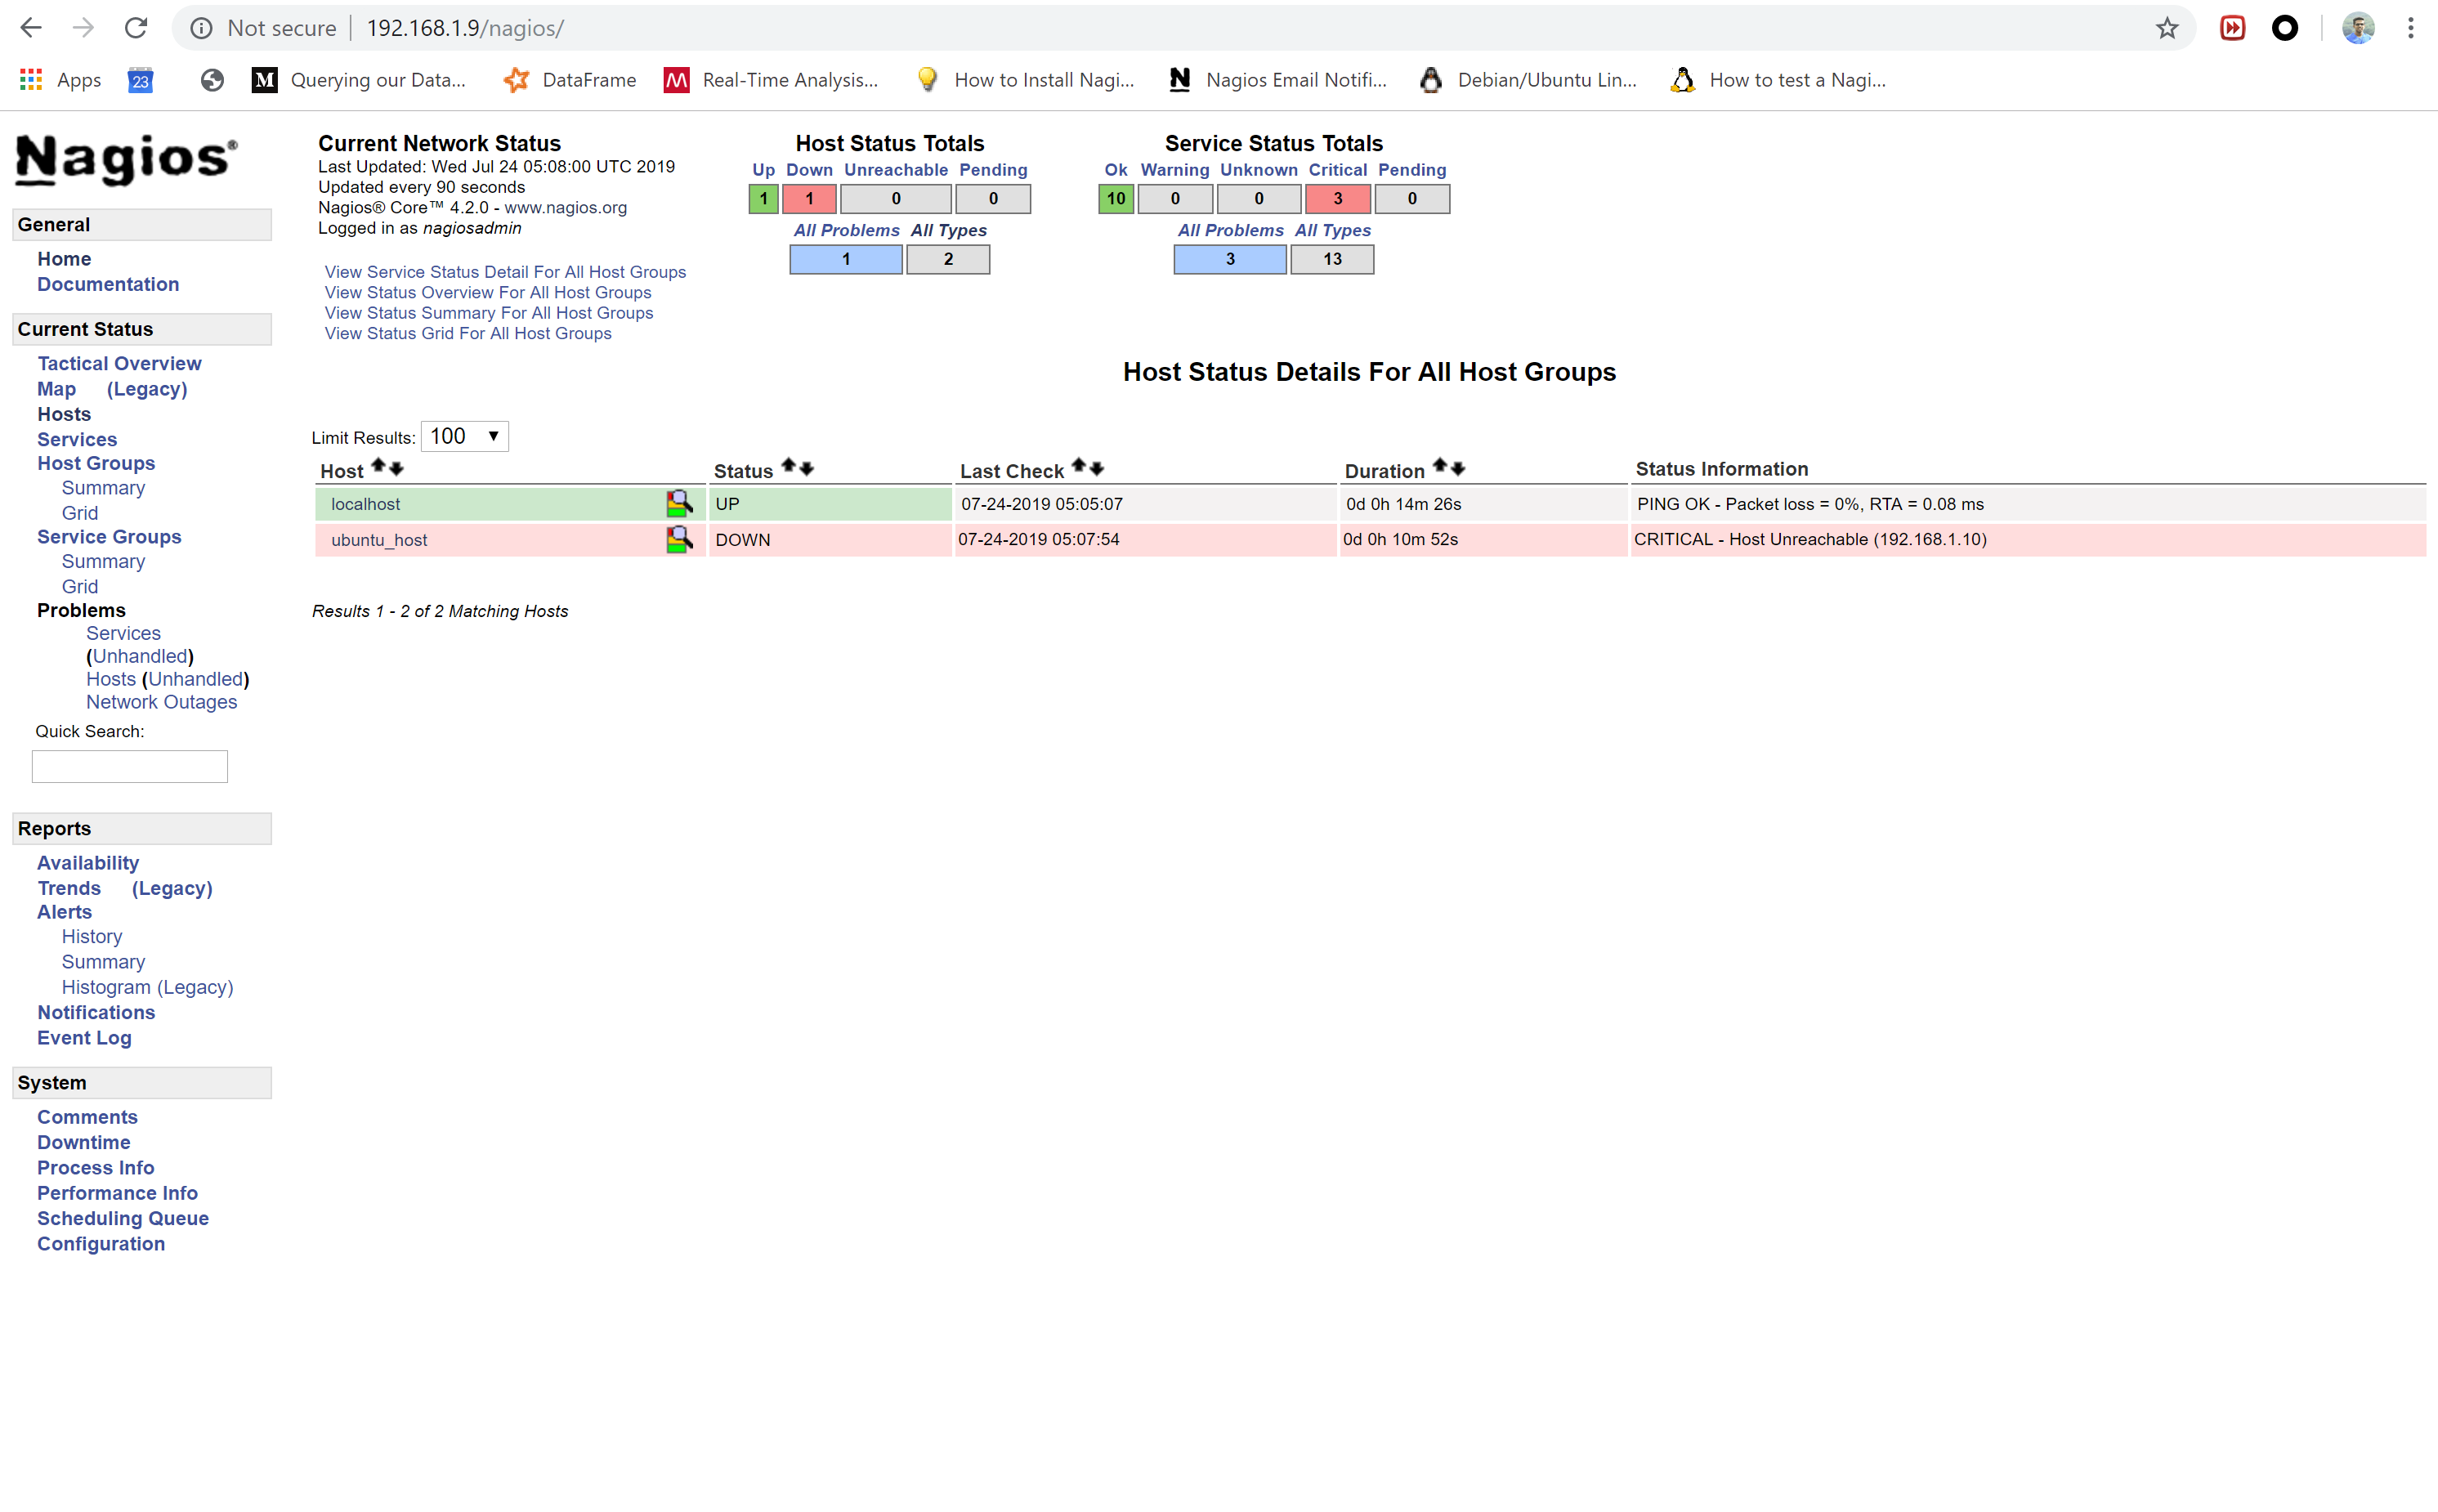 Not secure | 192.168.1.9/nagios/
Apps 23 M Querying our Data... DataFrame Real-Time Analysis... How to Install Nagi... N Nagios Email Notifi... Debian/Ubuntu Lin... How to test a Nagi...
Nagios®
General
Home
Documentation
Current Status
Tactical Overview
Map (Legacy)
Hosts
Services
Host Groups
Summary
Grid
Service Groups
Summary
Grid
Problems
Services
(Unhandled)
Hosts (Unhandled)
Network Outages
Quick Search:
Reports
Availability
Trends (Legacy)
Alerts
History
Summary
Histogram (Legacy)
Notifications
Event Log
System
Comments
Downtime
Process Info
Performance Info
Scheduling Queue
Configuration
Current Network Status
Last Updated: Wed Jul 24 05:08:00 UTC 2019
Updated every 90 seconds
Nagios® Core™ 4.2.0 - www.nagios.org
Logged in as nagiosadmin
View Service Status Detail For All Host Groups
View Status Overview For All Host Groups
View Status Summary For All Host Groups
View Status Grid For All Host Groups
Host Status Totals
Up Down Unreachable Pending
1 1 0 0
All Problems All Types
1 2
Service Status Totals
Ok Warning Unknown Critical Pending
10 0 0 3 0
All Problems All Types
3 13
Host Status Details For All Host Groups
Limit Results: 100
Host Status Last Check Duration Status Information
localhost UP 07-24-2019 05:05:07 0d 0h 14m 26s PING OK - Packet loss = 0%, RTA = 0.08 ms
ubuntu_host DOWN 07-24-2019 05:07:54 0d 0h 10m 52s CRITICAL - Host Unreachable (192.168.1.10)
Results 1 - 2 of 2 Matching Hosts